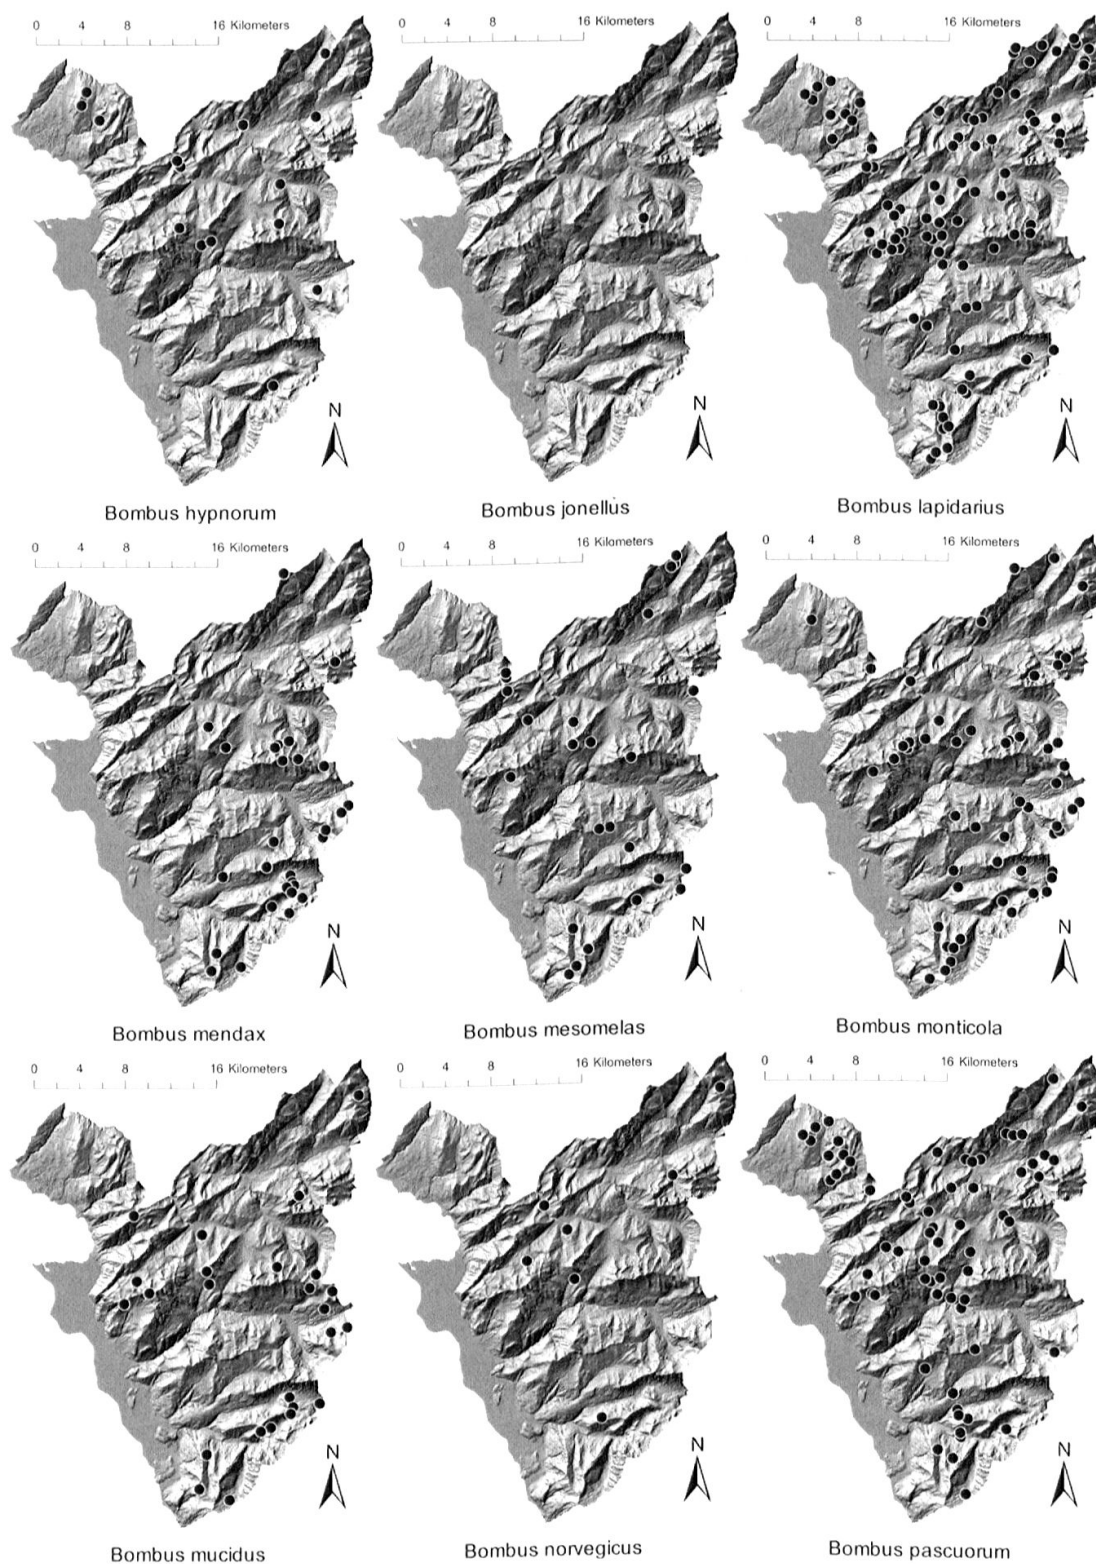 0 4 8 16 Kilometers
0 4 8 16 Kilometers
0 4 8 16 Kilometers
N
N
N
Bombus hypnorum
Bombus jonellus
Bombus lapidarius
0 4 8 16 Kilometers
0 4 8 16 Kilometers
0 4 8 16 Kilometers
N
N
N
Bombus mendax
Bombus mesomelas
Bombus monticola
0 4 8 16 Kilometers
0 4 8 16 Kilometers
0 4 8 16 Kilometers
N
N
N
Bombus mucidus
Bombus norvegicus
Bombus pascuorum